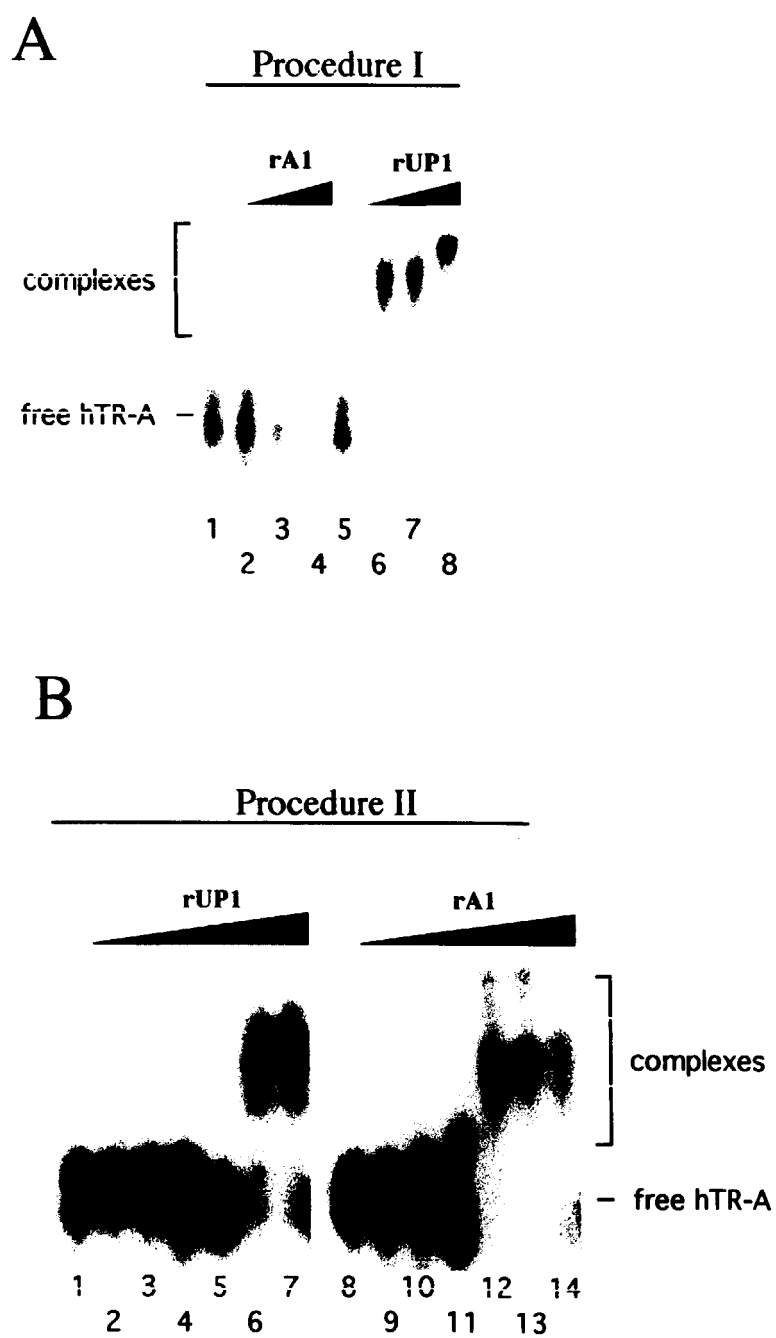 A
Procedure I
rA1 rUP1
complexes
free hTR-A –
1 3 5 7
2 4 6 8
B
Procedure II
rUP1 rA1
complexes
– free hTR-A
1 3 5 7 8 10 12 14
2 4 6 9 11 13